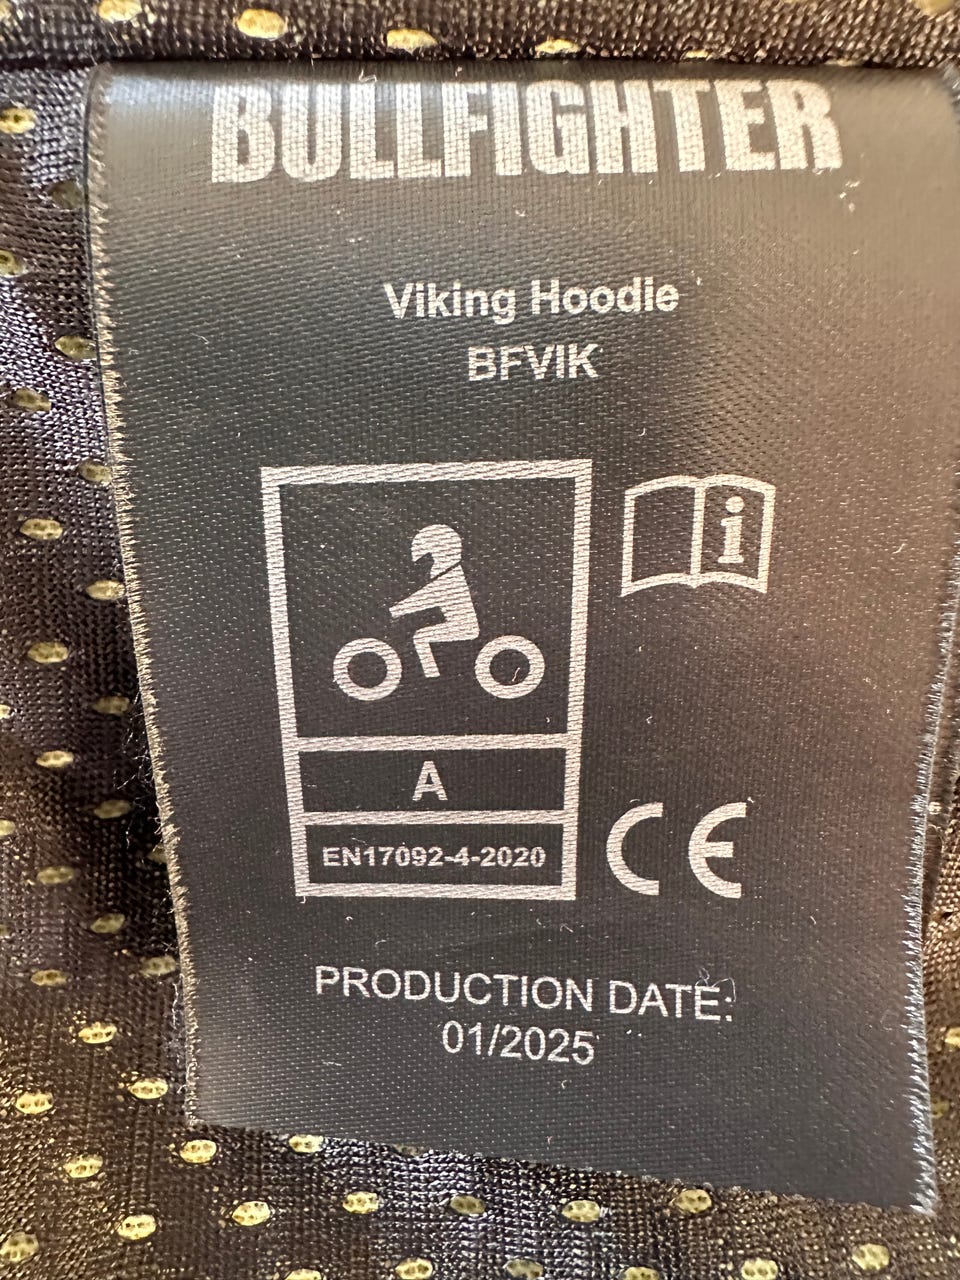 BULLFIGHTER
Viking Hoodie
BFVIK
i
A
EN17092-4-2020
CE
PRODUCTION DATE:
01/2025